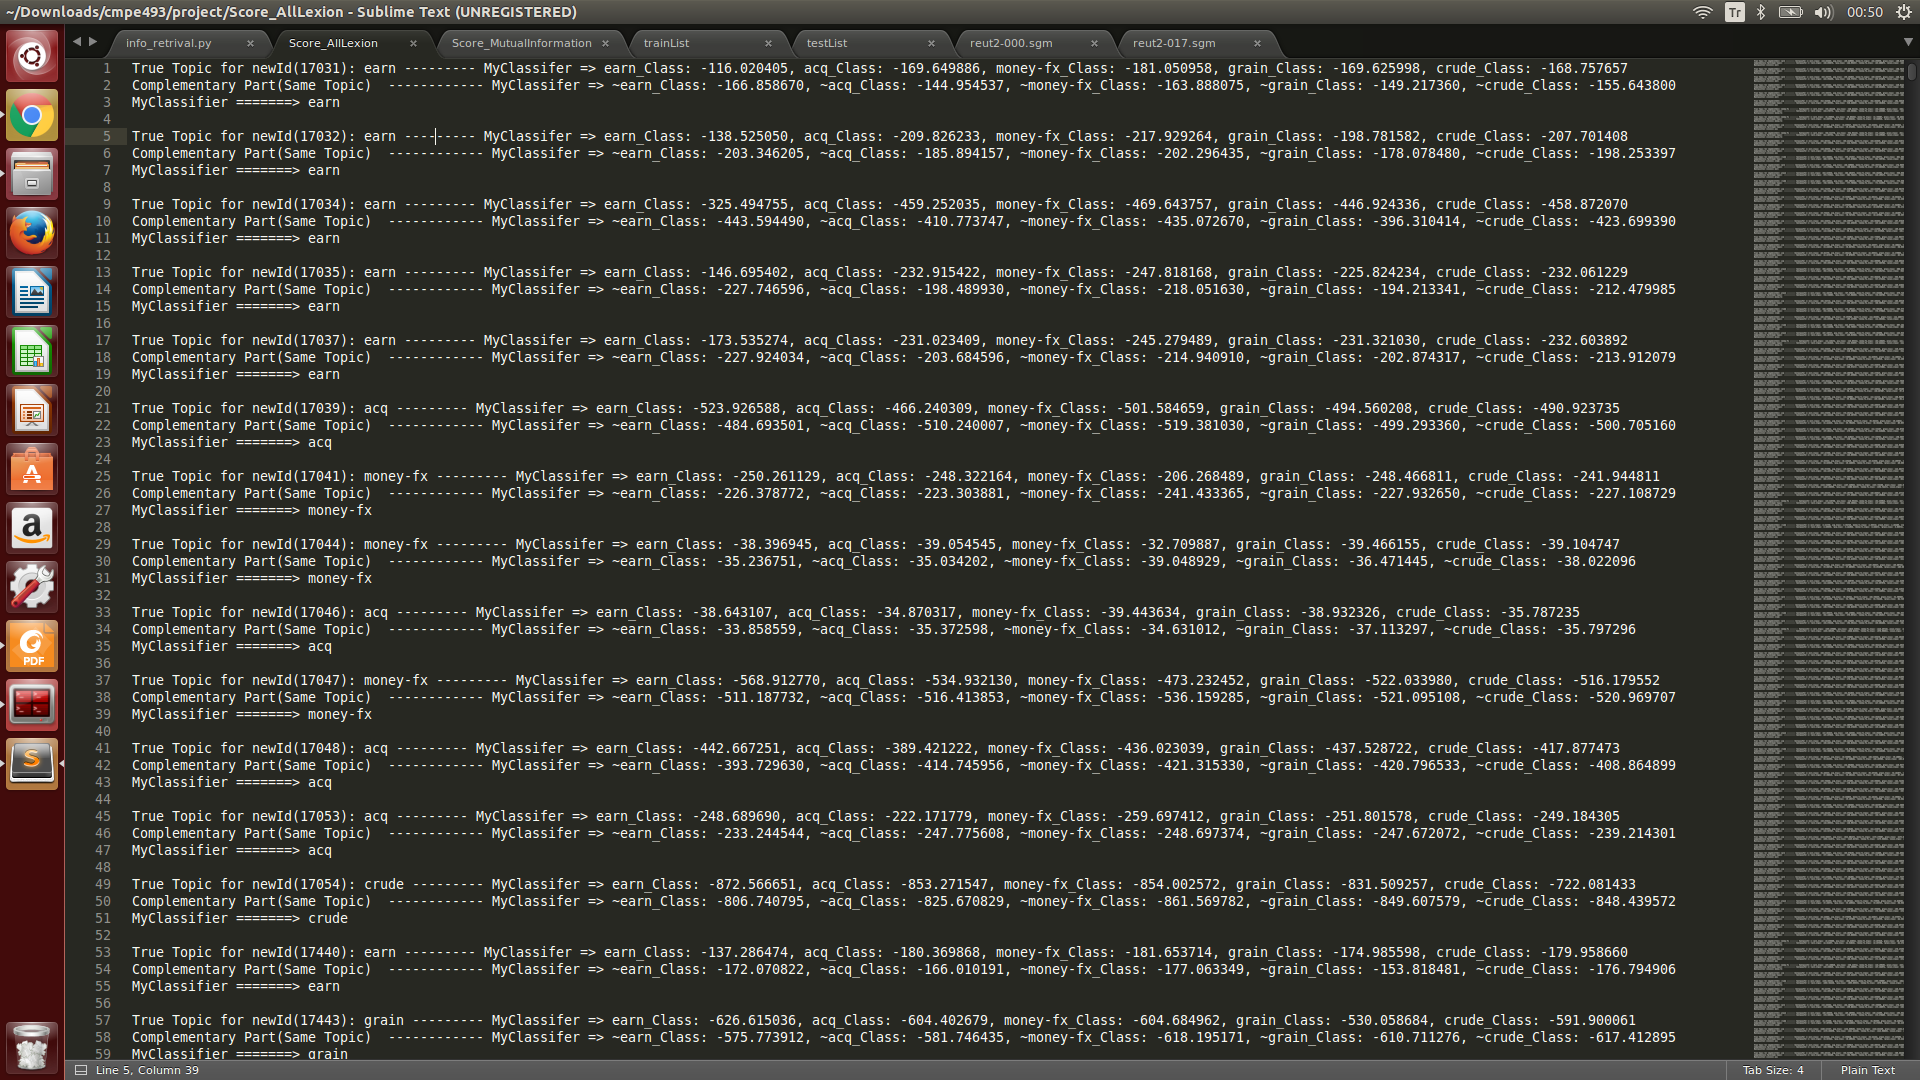 ~/Downloads/cmpe493/project/Score_AllLexion - Sublime Text (UNREGISTERED)
Tr 00:50
info_retrival.py × Score_AllLexion × Score_MutualInformation × trainList × testList × reut2-000.sgm × reut2-017.sgm ×
1 True Topic for newId(17031): earn --------- MyClassifer => earn_Class: -116.020405, acq_Class: -169.649886, money-fx_Class: -181.050958, grain_Class: -169.625998, crude_Class: -168.757657
2 Complementary Part(Same Topic)  ------------ MyClassifer => ~earn_Class: -166.858670, ~acq_Class: -144.954537, ~money-fx_Class: -163.888075, ~grain_Class: -149.217360, ~crude_Class: -155.643800
3 MyClassifier =======> earn
4
5 True Topic for newId(17032): earn --------- MyClassifer => earn_Class: -138.525050, acq_Class: -209.826233, money-fx_Class: -217.929264, grain_Class: -198.781582, crude_Class: -207.701408
6 Complementary Part(Same Topic)  ------------ MyClassifer => ~earn_Class: -203.346205, ~acq_Class: -185.894157, ~money-fx_Class: -202.296435, ~grain_Class: -178.078480, ~crude_Class: -198.253397
7 MyClassifier =======> earn
8
9 True Topic for newId(17034): earn --------- MyClassifer => earn_Class: -325.494755, acq_Class: -459.252035, money-fx_Class: -469.643757, grain_Class: -446.924336, crude_Class: -458.872070
10 Complementary Part(Same Topic)  ------------ MyClassifer => ~earn_Class: -443.594490, ~acq_Class: -410.773747, ~money-fx_Class: -435.072670, ~grain_Class: -396.310414, ~crude_Class: -423.699390
11 MyClassifier =======> earn
12
13 True Topic for newId(17035): earn --------- MyClassifer => earn_Class: -146.695402, acq_Class: -232.915422, money-fx_Class: -247.818168, grain_Class: -225.824234, crude_Class: -232.061229
14 Complementary Part(Same Topic)  ------------ MyClassifer => ~earn_Class: -227.746596, ~acq_Class: -198.489930, ~money-fx_Class: -218.051630, ~grain_Class: -194.213341, ~crude_Class: -212.479985
15 MyClassifier =======> earn
16
17 True Topic for newId(17037): earn --------- MyClassifer => earn_Class: -173.535274, acq_Class: -231.023409, money-fx_Class: -245.279489, grain_Class: -231.321030, crude_Class: -232.603892
18 Complementary Part(Same Topic)  ------------ MyClassifer => ~earn_Class: -227.924034, ~acq_Class: -203.684596, ~money-fx_Class: -214.940910, ~grain_Class: -202.874317, ~crude_Class: -213.912079
19 MyClassifier =======> earn
20
21 True Topic for newId(17039): acq --------- MyClassifer => earn_Class: -523.926588, acq_Class: -466.240309, money-fx_Class: -501.584659, grain_Class: -494.560208, crude_Class: -490.923735
22 Complementary Part(Same Topic)  ------------ MyClassifer => ~earn_Class: -484.693501, ~acq_Class: -510.240007, ~money-fx_Class: -519.381030, ~grain_Class: -499.293360, ~crude_Class: -500.705160
23 MyClassifier =======> acq
24
25 True Topic for newId(17041): money-fx --------- MyClassifer => earn_Class: -250.261129, acq_Class: -248.322164, money-fx_Class: -206.268489, grain_Class: -248.466811, crude_Class: -241.944811
26 Complementary Part(Same Topic)  ------------ MyClassifer => ~earn_Class: -226.378772, ~acq_Class: -223.303881, ~money-fx_Class: -241.433365, ~grain_Class: -227.932650, ~crude_Class: -227.108729
27 MyClassifier =======> money-fx
28
29 True Topic for newId(17044): money-fx --------- MyClassifer => earn_Class: -38.396945, acq_Class: -39.054545, money-fx_Class: -32.709887, grain_Class: -39.466155, crude_Class: -39.104747
30 Complementary Part(Same Topic)  ------------ MyClassifer => ~earn_Class: -35.236751, ~acq_Class: -35.034202, ~money-fx_Class: -39.048929, ~grain_Class: -36.471445, ~crude_Class: -38.022096
31 MyClassifier =======> money-fx
32
33 True Topic for newId(17046): acq --------- MyClassifer => earn_Class: -38.643107, acq_Class: -34.870317, money-fx_Class: -39.443634, grain_Class: -38.932326, crude_Class: -35.787235
34 Complementary Part(Same Topic)  ------------ MyClassifer => ~earn_Class: -33.858559, ~acq_Class: -35.372598, ~money-fx_Class: -34.631012, ~grain_Class: -37.113297, ~crude_Class: -35.797296
35 MyClassifier =======> acq
36
37 True Topic for newId(17047): money-fx --------- MyClassifer => earn_Class: -568.912770, acq_Class: -534.932130, money-fx_Class: -473.232452, grain_Class: -522.033980, crude_Class: -516.179552
38 Complementary Part(Same Topic)  ------------ MyClassifer => ~earn_Class: -511.187732, ~acq_Class: -516.413853, ~money-fx_Class: -536.159285, ~grain_Class: -521.095108, ~crude_Class: -520.969707
39 MyClassifier =======> money-fx
40
41 True Topic for newId(17048): acq --------- MyClassifer => earn_Class: -442.667251, acq_Class: -389.421222, money-fx_Class: -436.023039, grain_Class: -437.528722, crude_Class: -417.877473
42 Complementary Part(Same Topic)  ------------ MyClassifer => ~earn_Class: -393.729630, ~acq_Class: -414.745956, ~money-fx_Class: -421.315330, ~grain_Class: -420.796533, ~crude_Class: -408.864899
43 MyClassifier =======> acq
44
45 True Topic for newId(17053): acq --------- MyClassifer => earn_Class: -248.689690, acq_Class: -222.171779, money-fx_Class: -259.697412, grain_Class: -251.801578, crude_Class: -249.184305
46 Complementary Part(Same Topic)  ------------ MyClassifer => ~earn_Class: -233.244544, ~acq_Class: -247.775608, ~money-fx_Class: -248.697374, ~grain_Class: -247.672072, ~crude_Class: -239.214301
47 MyClassifier =======> acq
48
49 True Topic for newId(17054): crude --------- MyClassifer => earn_Class: -872.566651, acq_Class: -853.271547, money-fx_Class: -854.002572, grain_Class: -831.509257, crude_Class: -722.081433
50 Complementary Part(Same Topic)  ------------ MyClassifer => ~earn_Class: -806.740795, ~acq_Class: -825.670829, ~money-fx_Class: -861.569782, ~grain_Class: -849.607579, ~crude_Class: -848.439572
51 MyClassifier =======> crude
52
53 True Topic for newId(17440): earn --------- MyClassifer => earn_Class: -137.286474, acq_Class: -180.369868, money-fx_Class: -181.653714, grain_Class: -174.985598, crude_Class: -179.958660
54 Complementary Part(Same Topic)  ------------ MyClassifer => ~earn_Class: -172.070822, ~acq_Class: -166.010191, ~money-fx_Class: -177.063349, ~grain_Class: -153.818481, ~crude_Class: -176.794906
55 MyClassifier =======> earn
56
57 True Topic for newId(17443): grain --------- MyClassifer => earn_Class: -626.615036, acq_Class: -604.402679, money-fx_Class: -604.684962, grain_Class: -530.058684, crude_Class: -591.900061
58 Complementary Part(Same Topic)  ------------ MyClassifer => ~earn_Class: -575.773912, ~acq_Class: -581.746435, ~money-fx_Class: -618.195171, ~grain_Class: -610.711276, ~crude_Class: -617.412895
59 MyClassifier =======> grain
Line 5, Column 39 Tab Size: 4 Plain Text
PDF